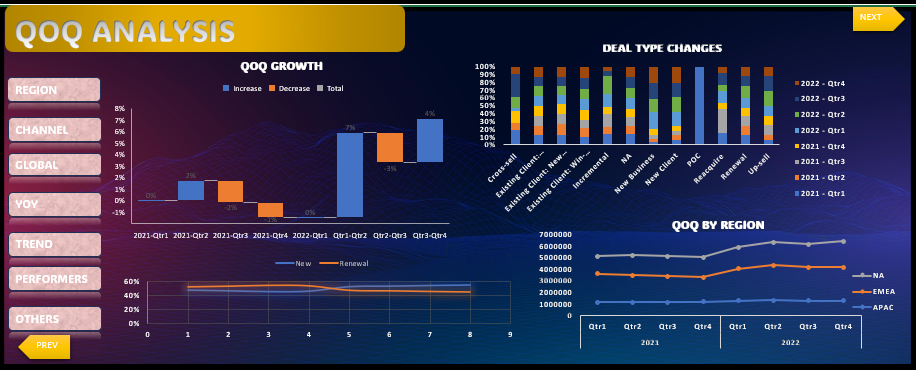 QOQ ANALYSIS
NEXT
REGION
CHANNEL
GLOBAL
YOY
TREND
PERFORMERS
OTHERS
PREV
QOQ GROWTH
Increase Decrease Total
8%
7%
6%
5%
4%
3%
2%
1%
0%
-1%
0%
2%
-2%
-1%
0%
7%
-3%
4%
2021-Qtr1 2021-Qtr2 2021-Qtr3 2021-Qtr4 2022-Qtr1 Qtr1-Qtr2 Qtr2-Qtr3 Qtr3-Qtr4
New Renewal
60%
40%
20%
0%
0 1 2 3 4 5 6 7 8 9
DEAL TYPE CHANGES
100%
90%
80%
70%
60%
50%
40%
30%
20%
10%
0%
Cross-sell
Existing Client:...
Existing Client: New...
Existing Client: Win-...
Incremental
NA
New Business
New Client
POC
Reacquire
Renewal
Up-sell
2022 - Qtr4
2022 - Qtr3
2022 - Qtr2
2022 - Qtr1
2021 - Qtr4
2021 - Qtr3
2021 - Qtr2
2021 - Qtr1
QOQ BY REGION
7000000
6000000
5000000
4000000
3000000
2000000
1000000
0
Qtr1 Qtr2 Qtr3 Qtr4 Qtr1 Qtr2 Qtr3 Qtr4
2021 2022
NA
EMEA
APAC